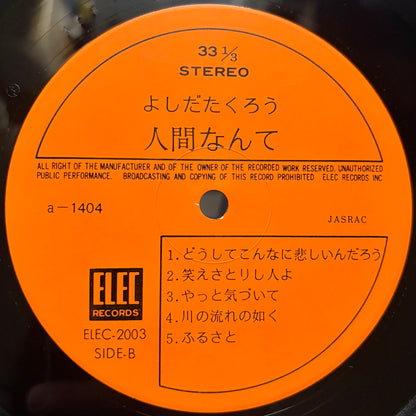 33 1/3
STEREO
よしだたくろう
人間なんて
ALL RIGHT OF THE MANUFACTURER AND OF THE OWNER OF THE RECORDED WORK RESERVED. UNAUTHORIZED
PUBLIC PERFORMANCE. BROADCASTING AND COPYING OF THIS RECORD PROHIBITED ELEC RECORDS INC
a-1404
JASRAC
1.どうしてこんなに悲しいんだろう
2.笑えさとりし人よ
3.やっと気づいて
4.川の流れの如く
5.ふるさと
ELEC
RECORDS
ELEC-2003
SIDE-B